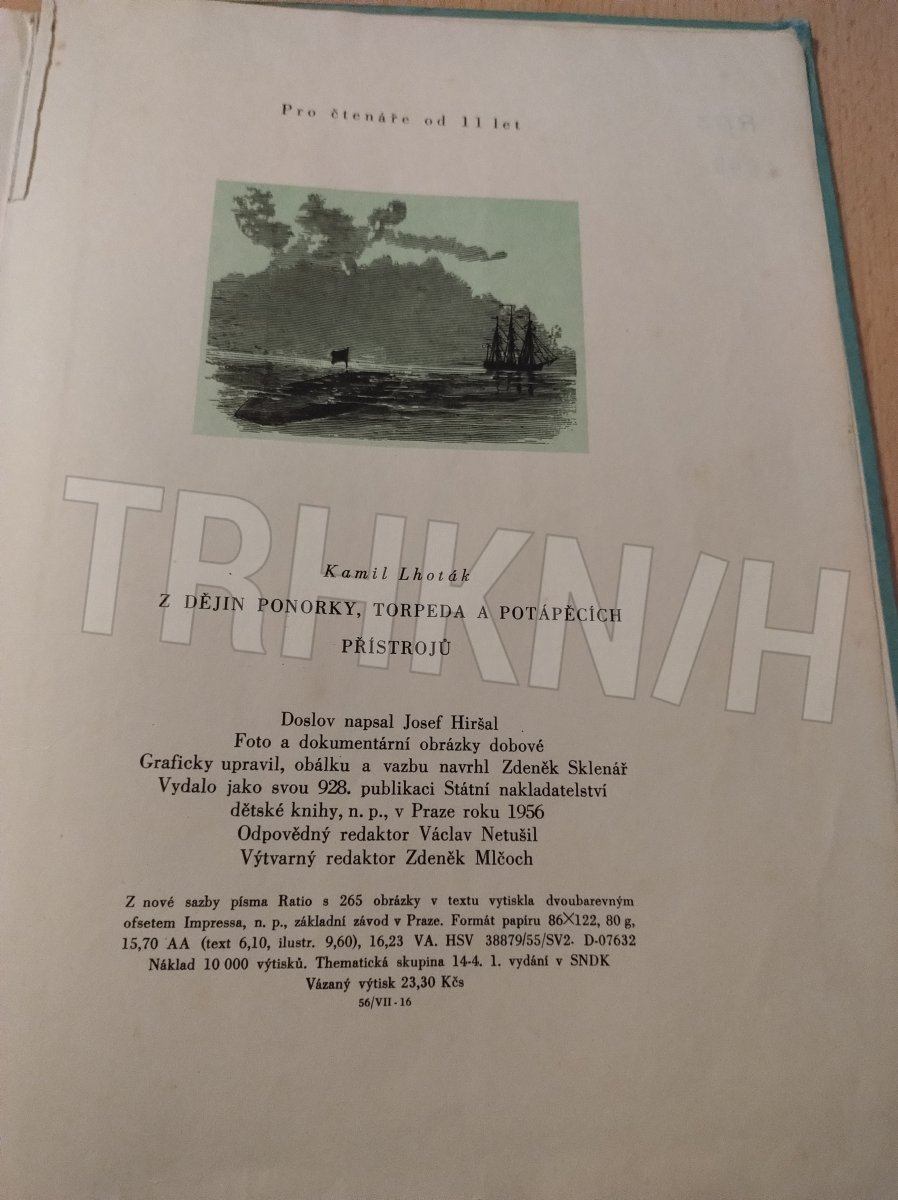 Pro čtenáře od 11 let
TRHKNIH
Kamil Lhoták
Z DĚJIN PONORKY, TORPEDA A POTÁPĚCÍCH
PŘÍSTROJŮ
Doslov napsal Josef Hiršal
Foto a dokumentární obrázky dobové
Graficky upravil, obálku a vazbu navrhl Zdeněk Sklenář
Vydalo jako svou 928. publikaci Státní nakladatelství
dětské knihy, n. p., v Praze roku 1956
Odpovědný redaktor Václav Netušil
Výtvarný redaktor Zdeněk Mlčoch
Z nové sazby písma Ratio s 265 obrázky v textu vytiskla dvoubarevným
ofsetem Impressa, n. p., základní závod v Praze. Formát papíru 86×122, 80 g,
15,70 AA (text 6,10, ilustr. 9,60), 16,23 VA. HSV 38879/55/SV2. D-07632
Náklad 10 000 výtisků. Thematická skupina 14-4. 1. vydání v SNDK
Vázaný výtisk 23,30 Kčs
56/VII-16